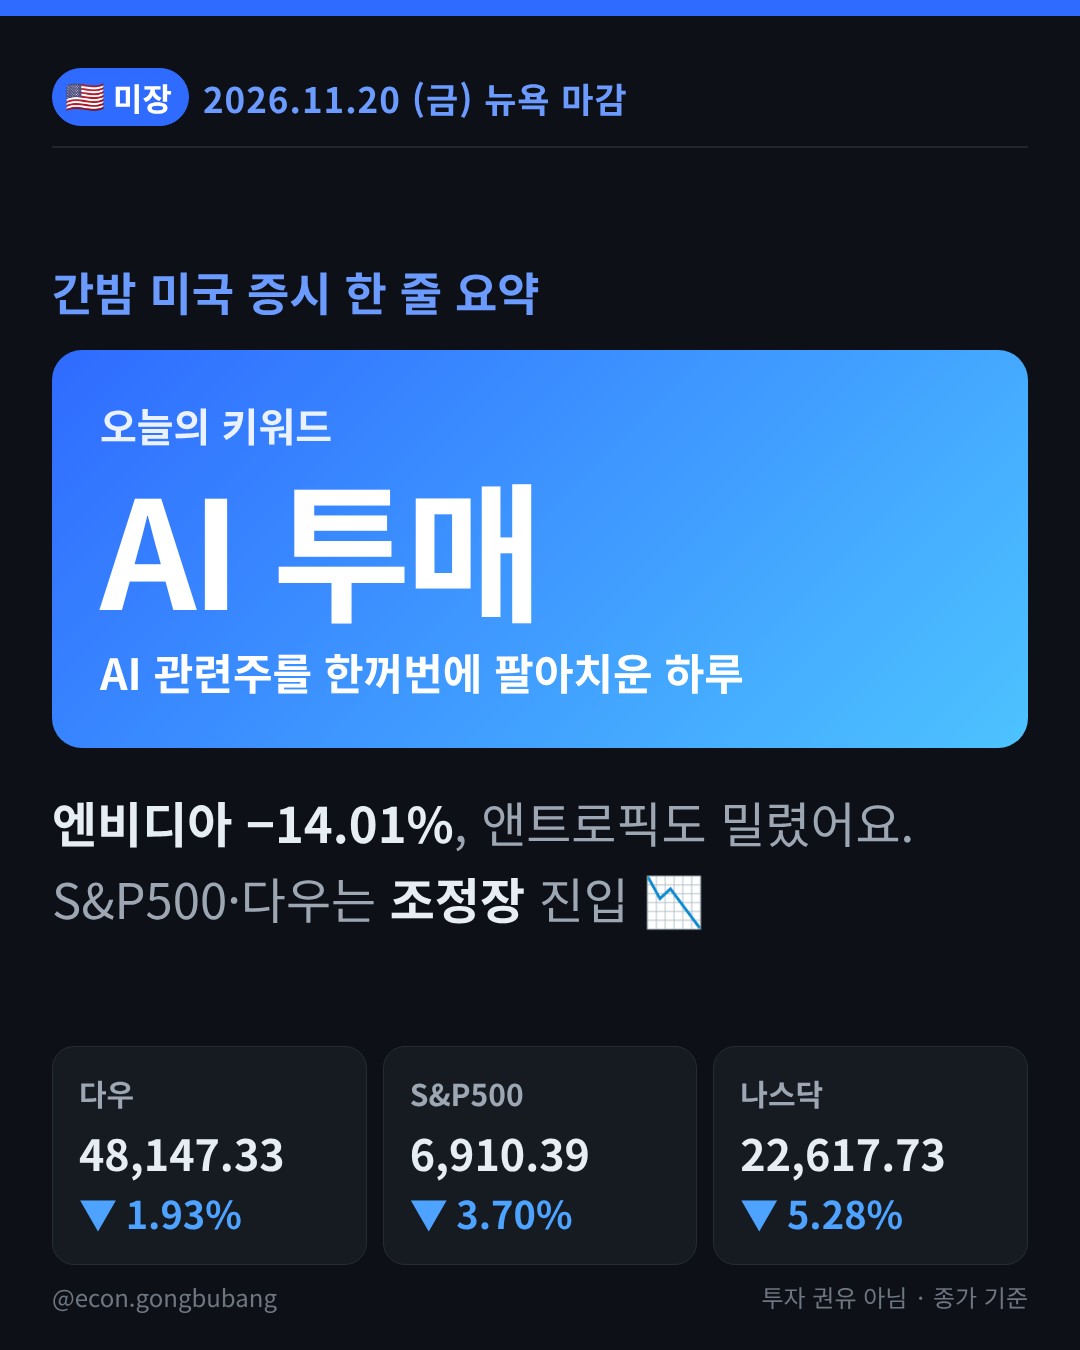 미장 2026.11.20 (금) 뉴욕 마감
간밤 미국 증시 한 줄 요약
오늘의 키워드
AI 투매
AI 관련주를 한꺼번에 팔아치운 하루
엔비디아 −14.01%, 앤트로픽도 밀렸어요.
S&P500·다우는 조정장 진입
다우
48,147.33
▼ 1.93%
S&P500
6,910.39
▼ 3.70%
나스닥
22,617.73
▼ 5.28%
@econ.gongbubang
투자 권유 아님 · 종가 기준